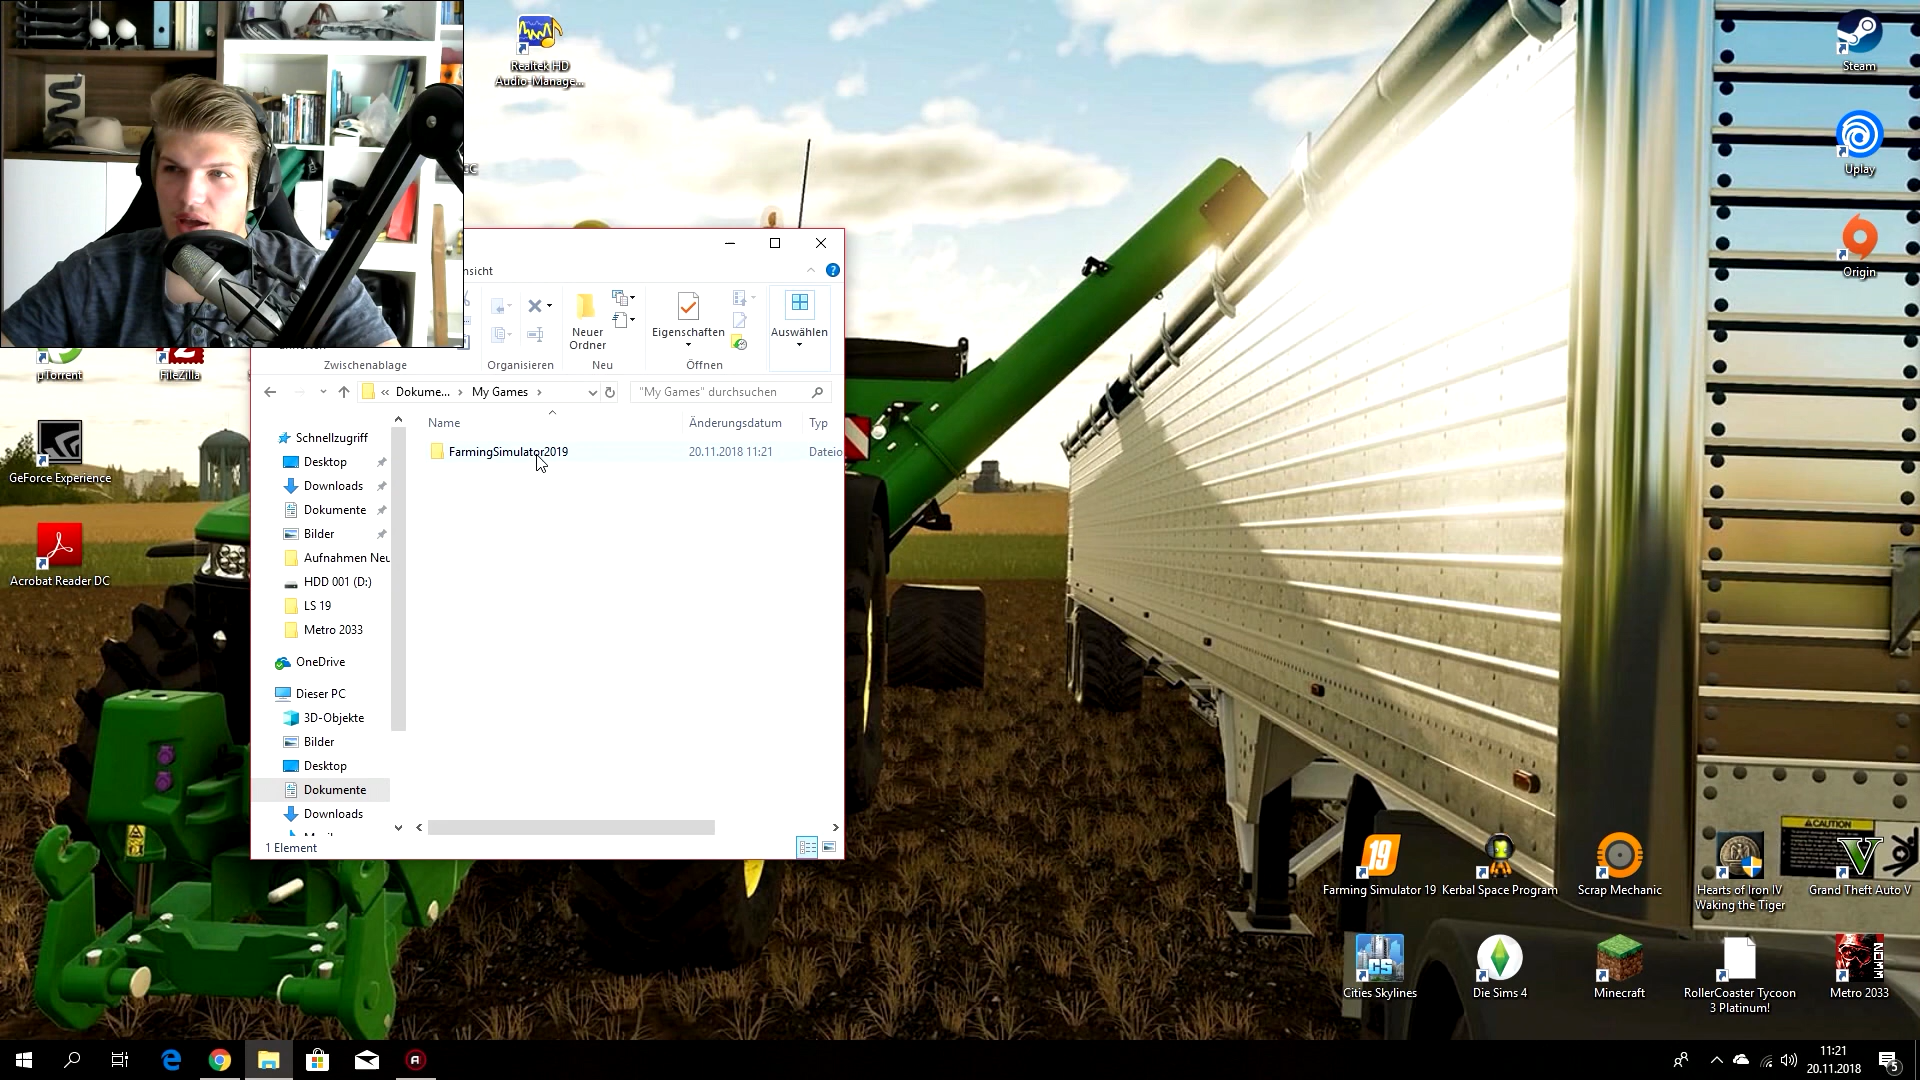 Realtek HD
Audio-Manage...
Steam
Uplay
Origin
µTorrent
FileZilla
GeForce Experience
Acrobat Reader DC
nsicht
Neuer
Ordner
Eigenschaften
Auswählen
Zwischenablage
Organisieren
Neu
Öffnen
« Dokume... › My Games ›
"My Games" durchsuchen
Name
Änderungsdatum
Typ
FarmingSimulator2019
20.11.2018 11:21
Dateio
Schnellzugriff
Desktop
Downloads
Dokumente
Bilder
Aufnahmen Neu
HDD 001 (D:)
LS 19
Metro 2033
OneDrive
Dieser PC
3D-Objekte
Bilder
Desktop
Dokumente
Downloads
1 Element
CAUTION
19
Farming Simulator 19
Kerbal Space Program
Scrap Mechanic
Hearts of Iron IV
Waking the Tiger
Grand Theft Auto V
CS
Cities Skylines
Die Sims 4
Minecraft
RollerCoaster Tycoon
3 Platinum!
Metro 2033
11:21
20.11.2018
5